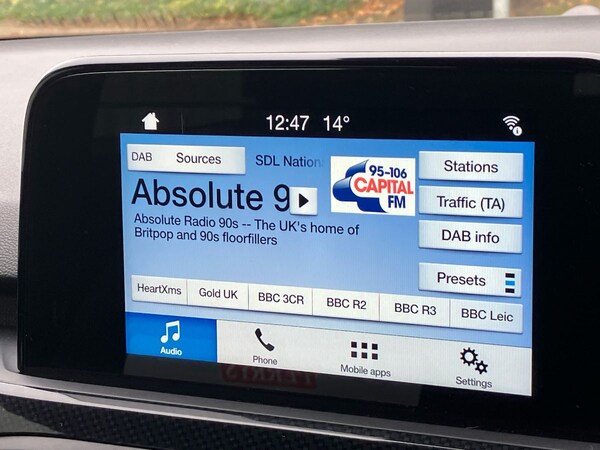 12:47 14°
DAB Sources
SDL Nation
Absolute 9
Absolute Radio 90s -- The UK's home of
Britpop and 90s floorfillers
95-106
CAPITAL
FM
Stations
Traffic (TA)
DAB info
Presets
HeartXms
Gold UK
BBC 3CR
BBC R2
BBC R3
BBC Leic
Audio
Phone
Mobile apps
Settings